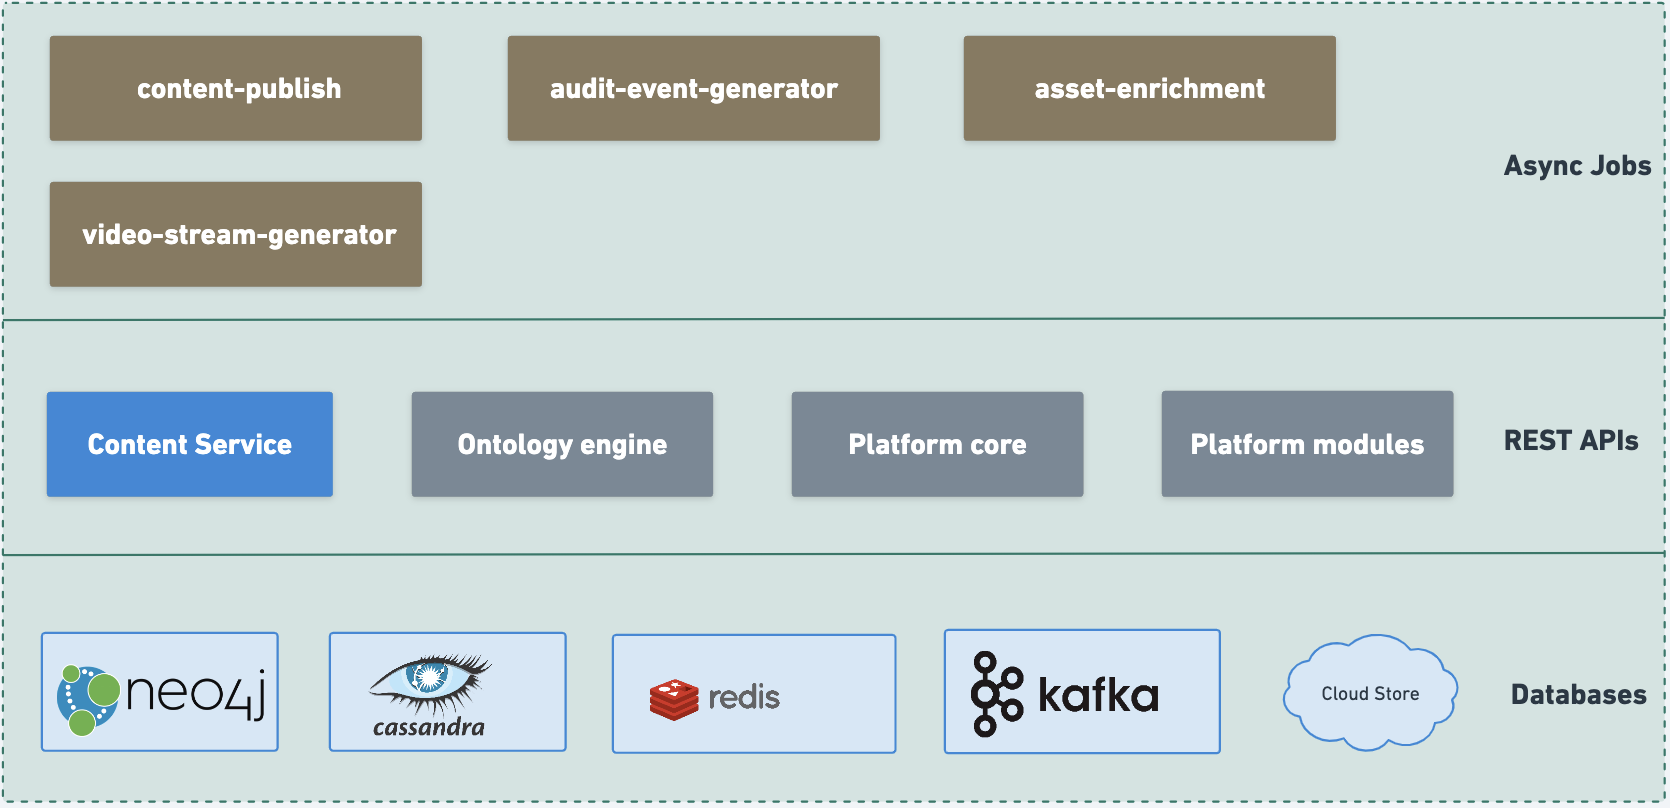 content-publish
audit-event-generator
asset-enrichment
Async Jobs
video-stream-generator
Content Service
Ontology engine
Platform core
Platform modules
REST APIs
neo4j
cassandra
redis
kafka
Cloud Store
Databases